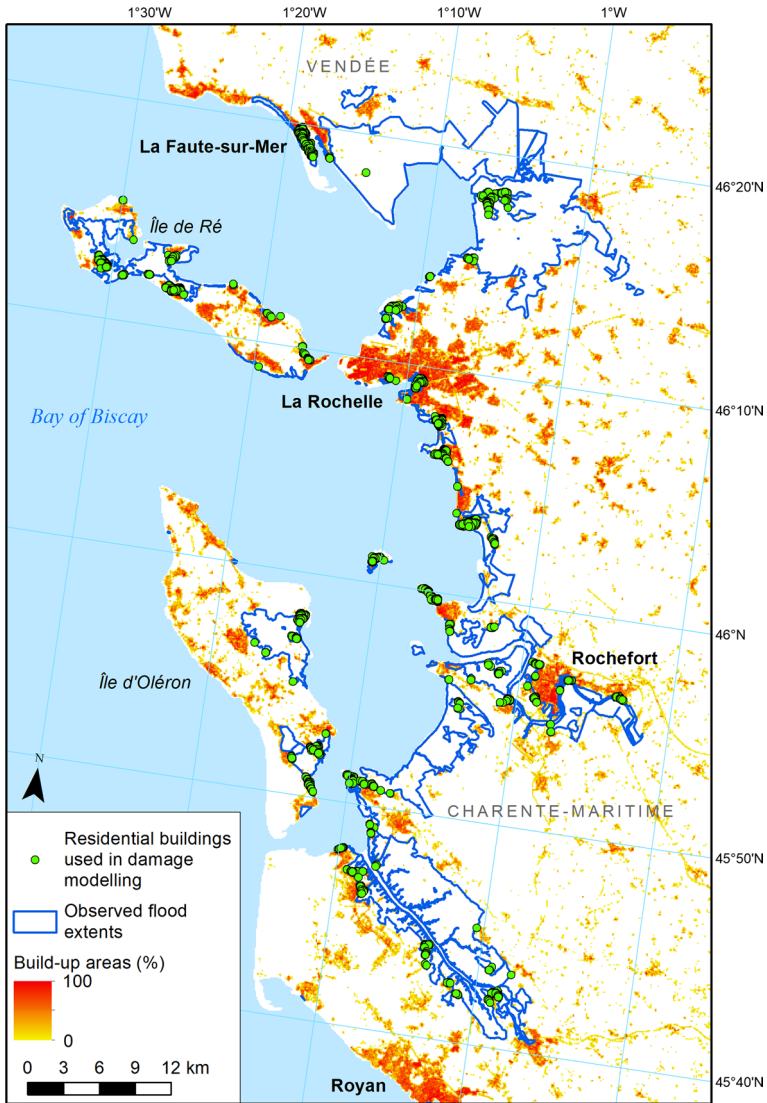 1°30'W 1°20'W 1°10'W 1°W
VENDÉE
La Faute-sur-Mer
46°20'N
Île de Ré
La Rochelle
46°10'N
Bay of Biscay
46°N
Rochefort
Île d'Oléron
N
CHARENTE-MARITIME
45°50'N
Residential buildings
used in damage
modelling
Observed flood
extents
Build-up areas (%)
100
0
0 3 6 9 12 km
Royan
45°40'N